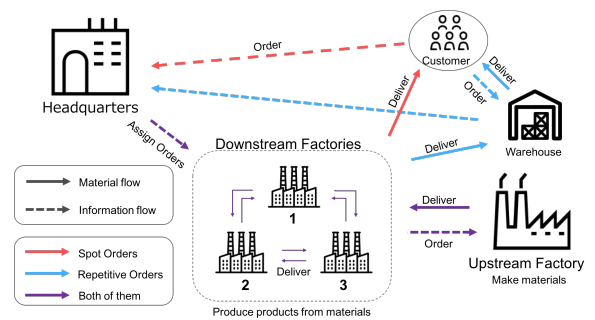 Order
Customer
Headquarters
Deliver
Deliver
Order
Assign Orders
Downstream Factories
Deliver
Warehouse
Material flow
Information flow
1
2
3
Deliver
Deliver
Order
Upstream Factory
Make materials
Spot Orders
Repetitive Orders
Both of them
Produce products from materials